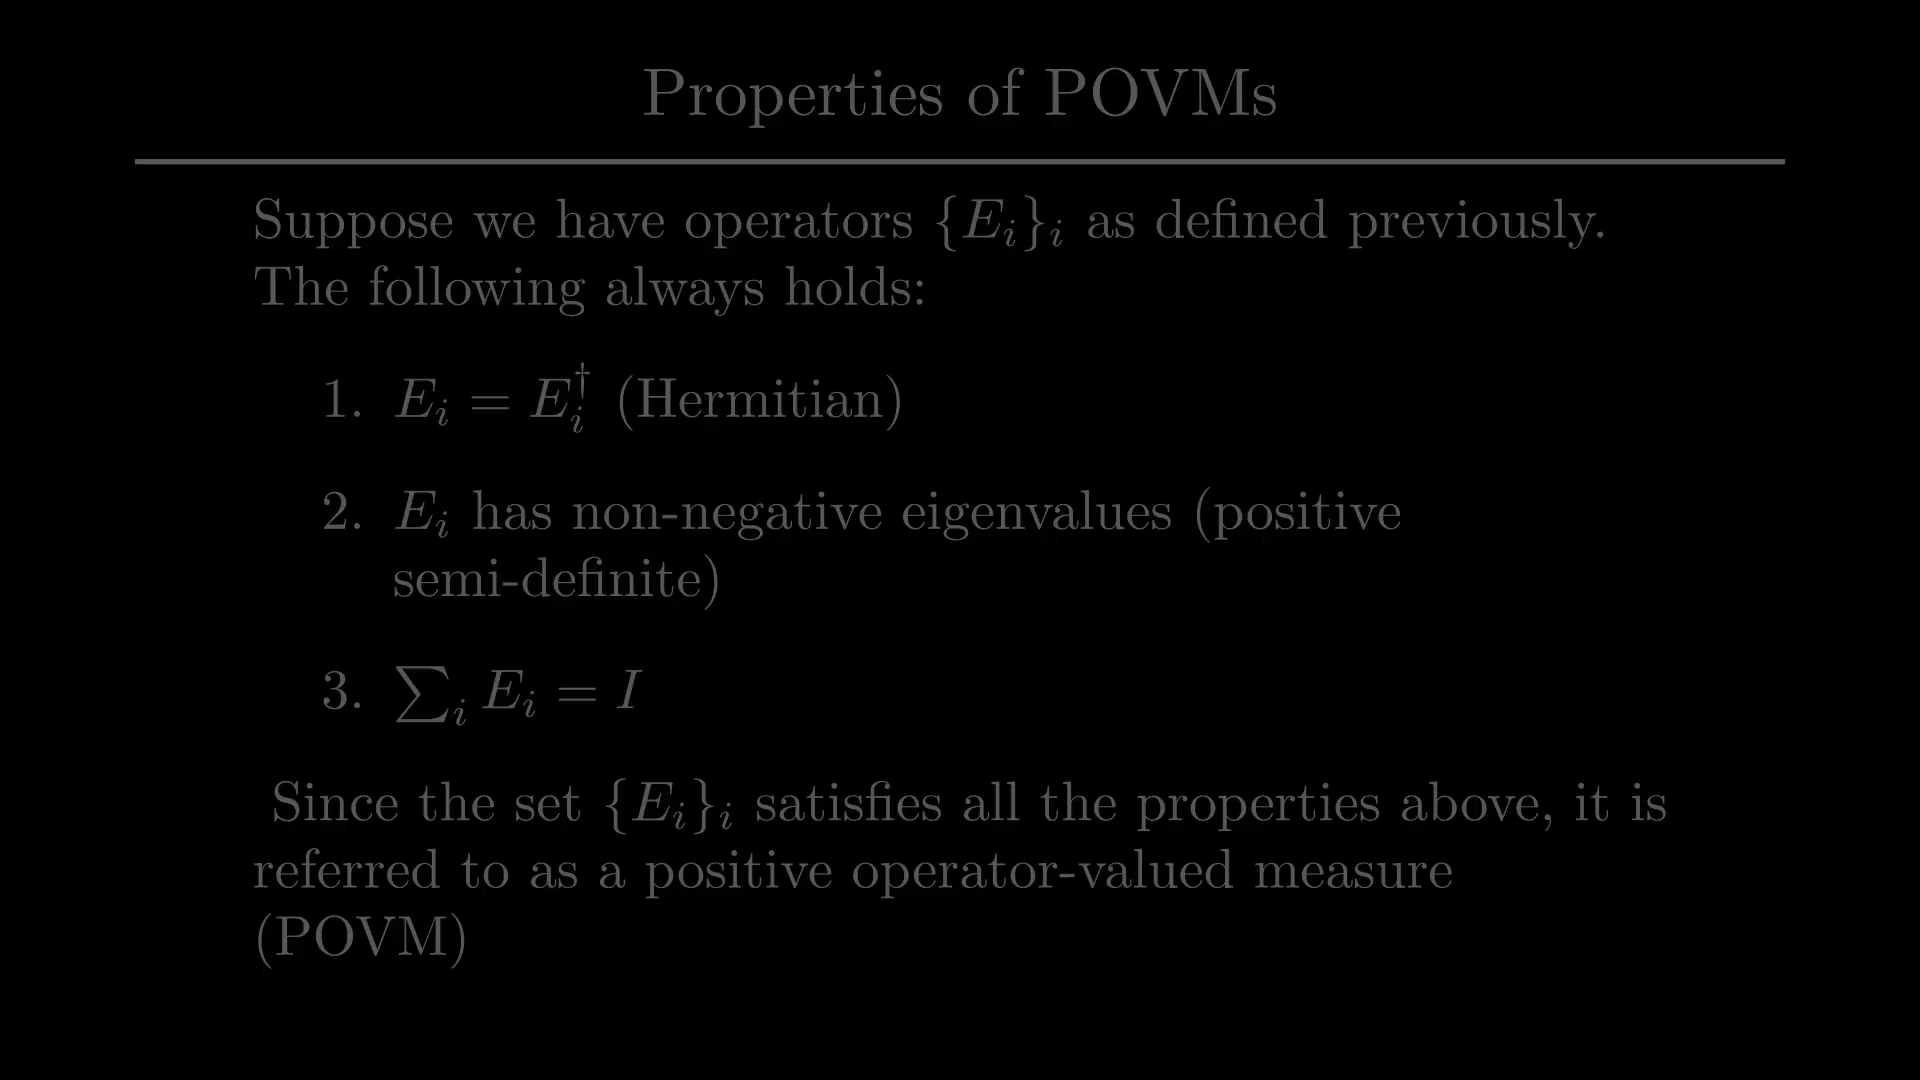 Properties of POVMs
Suppose we have operators $\{E_i\}_i$ as defined previously.
The following always holds:
1. $E_i = E_i^\dagger$ (Hermitian)
2. $E_i$ has non-negative eigenvalues (positive
semi-definite)
3. $\sum_i E_i = I$
Since the set $\{E_i\}_i$ satisfies all the properties above, it is
referred to as a positive operator-valued measure
(POVM)